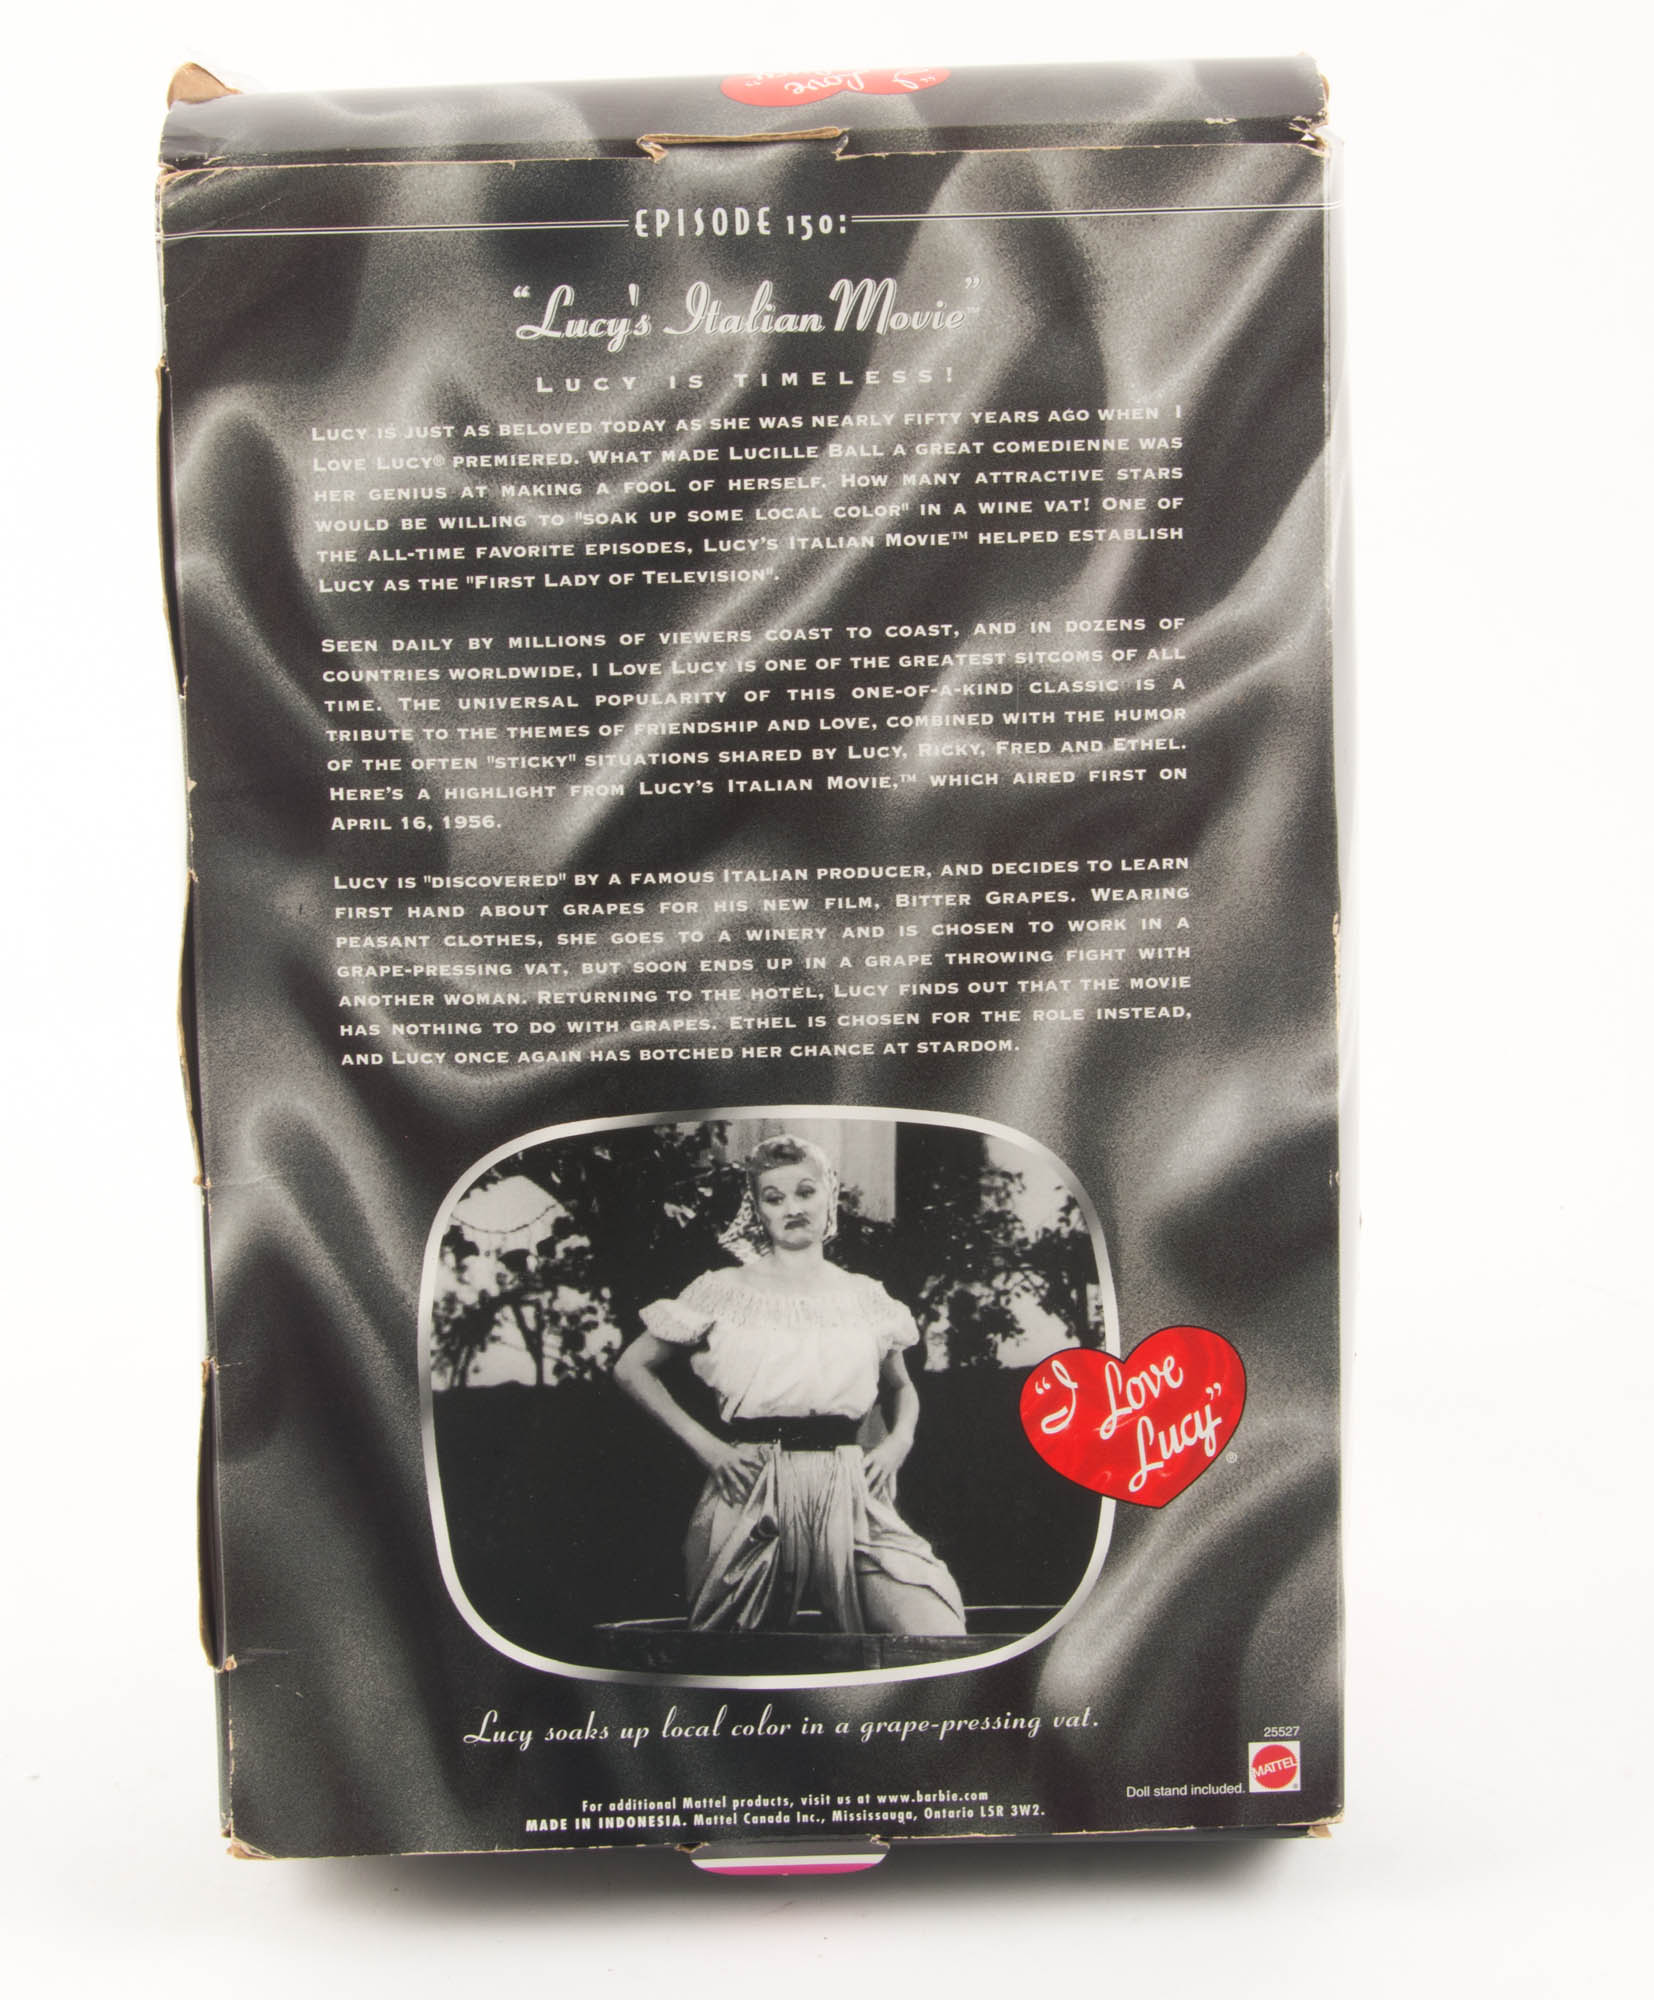 "I Love
Lucy"
EPISODE 150:
"Lucy's Italian Movie"™
LUCY IS TIMELESS!
LUCY IS JUST AS BELOVED TODAY AS SHE WAS NEARLY FIFTY YEARS AGO WHEN I
LOVE LUCY® PREMIERED. WHAT MADE LUCILLE BALL A GREAT COMEDIENNE WAS
HER GENIUS AT MAKING A FOOL OF HERSELF. HOW MANY ATTRACTIVE STARS
WOULD BE WILLING TO "SOAK UP SOME LOCAL COLOR" IN A WINE VAT! ONE OF
THE ALL-TIME FAVORITE EPISODES, LUCY'S ITALIAN MOVIE™ HELPED ESTABLISH
LUCY AS THE "FIRST LADY OF TELEVISION".
SEEN DAILY BY MILLIONS OF VIEWERS COAST TO COAST, AND IN DOZENS OF
COUNTRIES WORLDWIDE, I LOVE LUCY IS ONE OF THE GREATEST SITCOMS OF ALL
TIME. THE UNIVERSAL POPULARITY OF THIS ONE-OF-A-KIND CLASSIC IS A
TRIBUTE TO THE THEMES OF FRIENDSHIP AND LOVE, COMBINED WITH THE HUMOR
OF THE OFTEN "STICKY" SITUATIONS SHARED BY LUCY, RICKY, FRED AND ETHEL.
HERE'S A HIGHLIGHT FROM LUCY'S ITALIAN MOVIE,™ WHICH AIRED FIRST ON
APRIL 16, 1956.
LUCY IS "DISCOVERED" BY A FAMOUS ITALIAN PRODUCER, AND DECIDES TO LEARN
FIRST HAND ABOUT GRAPES FOR HIS NEW FILM, BITTER GRAPES. WEARING
PEASANT CLOTHES, SHE GOES TO A WINERY AND IS CHOSEN TO WORK IN A
GRAPE-PRESSING VAT, BUT SOON ENDS UP IN A GRAPE THROWING FIGHT WITH
ANOTHER WOMAN. RETURNING TO THE HOTEL, LUCY FINDS OUT THAT THE MOVIE
HAS NOTHING TO DO WITH GRAPES. ETHEL IS CHOSEN FOR THE ROLE INSTEAD,
AND LUCY ONCE AGAIN HAS BOTCHED HER CHANCE AT STARDOM.
"I Love
Lucy"®
Lucy soaks up local color in a grape-pressing vat.
25527
MATTEL®
Doll stand included.
For additional Mattel products, visit us at www.barbie.com
MADE IN INDONESIA. Mattel Canada Inc., Mississauga, Ontario L5R 3W2.